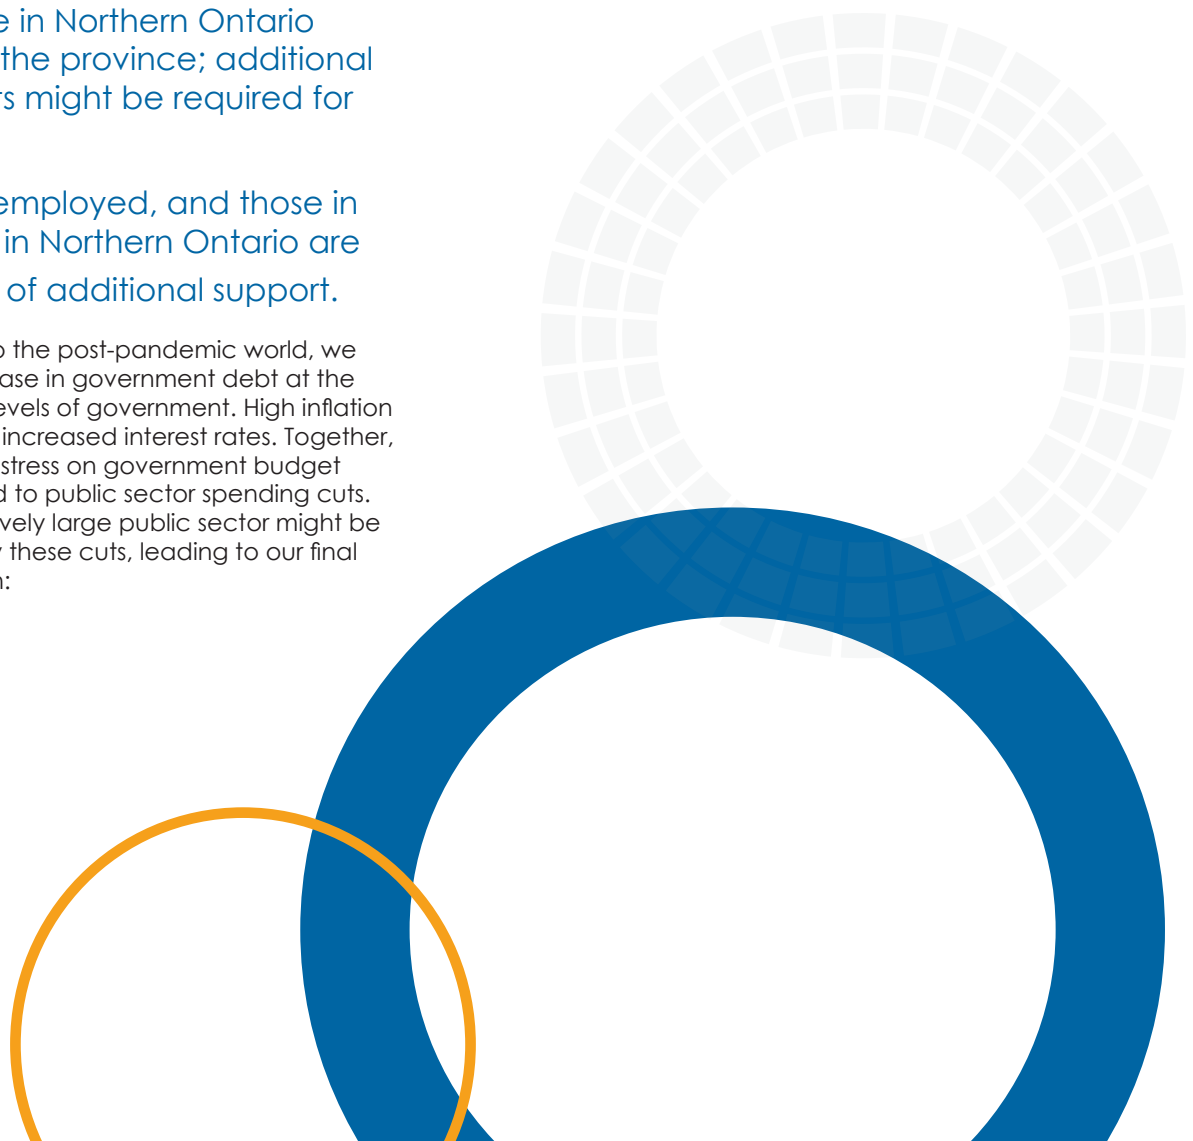 e in Northern Ontario
the province; additional
ts might be required for
employed, and those in
in Northern Ontario are
of additional support.
o the post-pandemic world, we
ase in government debt at the
evels of government. High inflation
increased interest rates. Together,
stress on government budget
d to public sector spending cuts.
vely large public sector might be
y these cuts, leading to our final
n: